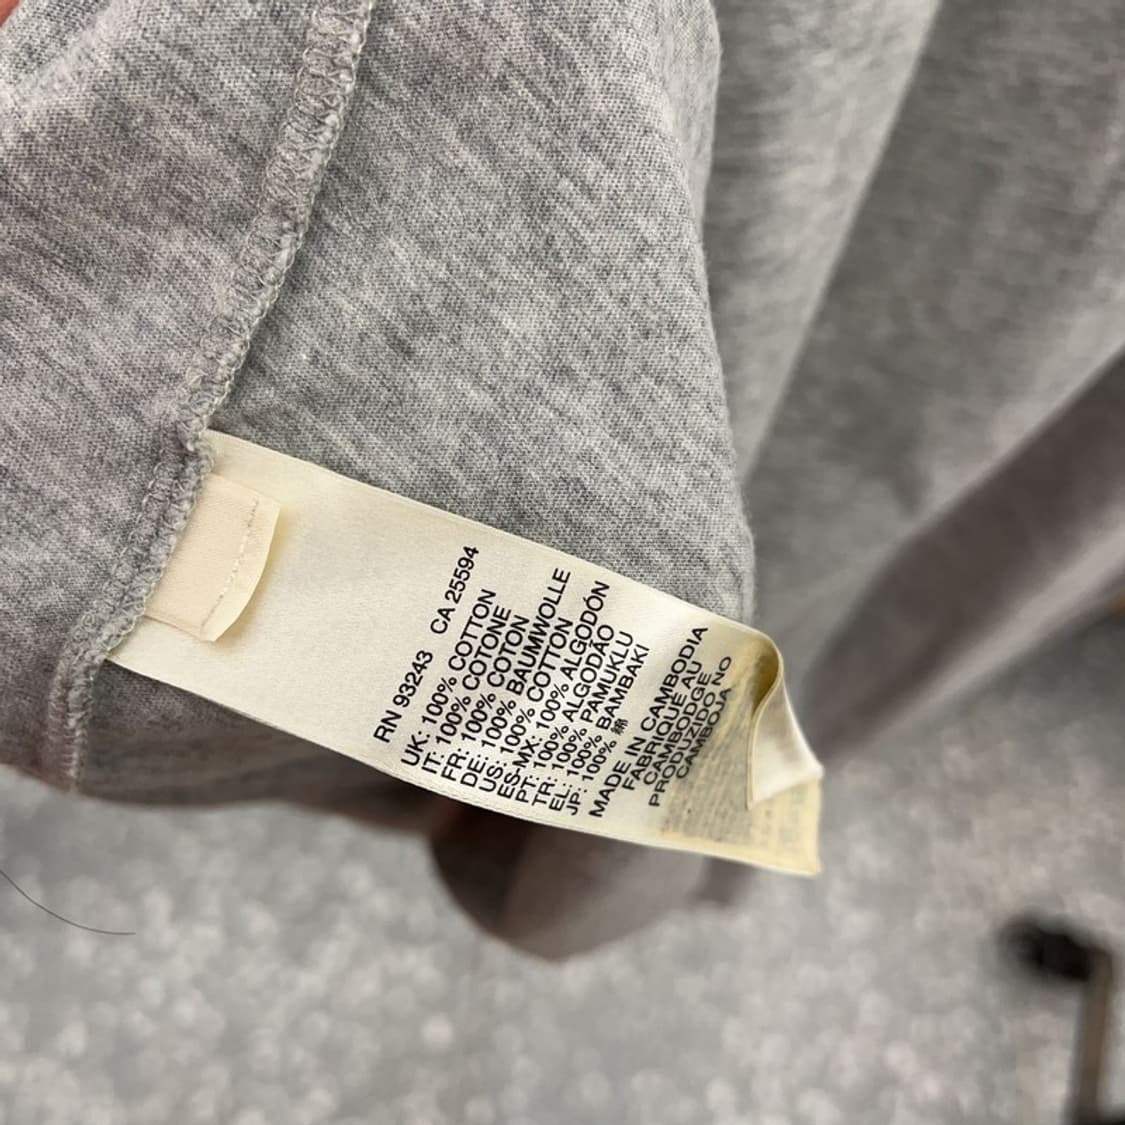 RN 93243 CA 25594
UK: 100% COTTON
IT: 100% COTONE
FR: 100% COTON
DE: 100% BAUMWOLLE
US: 100% COTTON
ES-MX: 100% ALGODÓN
PT: 100% ALGODÃO
TR: 100% PAMUKLU
EL: 100% BAMBAKI
JP: 100% 綿
MADE IN CAMBODIA
FABRIQUE AU
CAMBODGE
PRODUZIDO NO
CAMBOJA